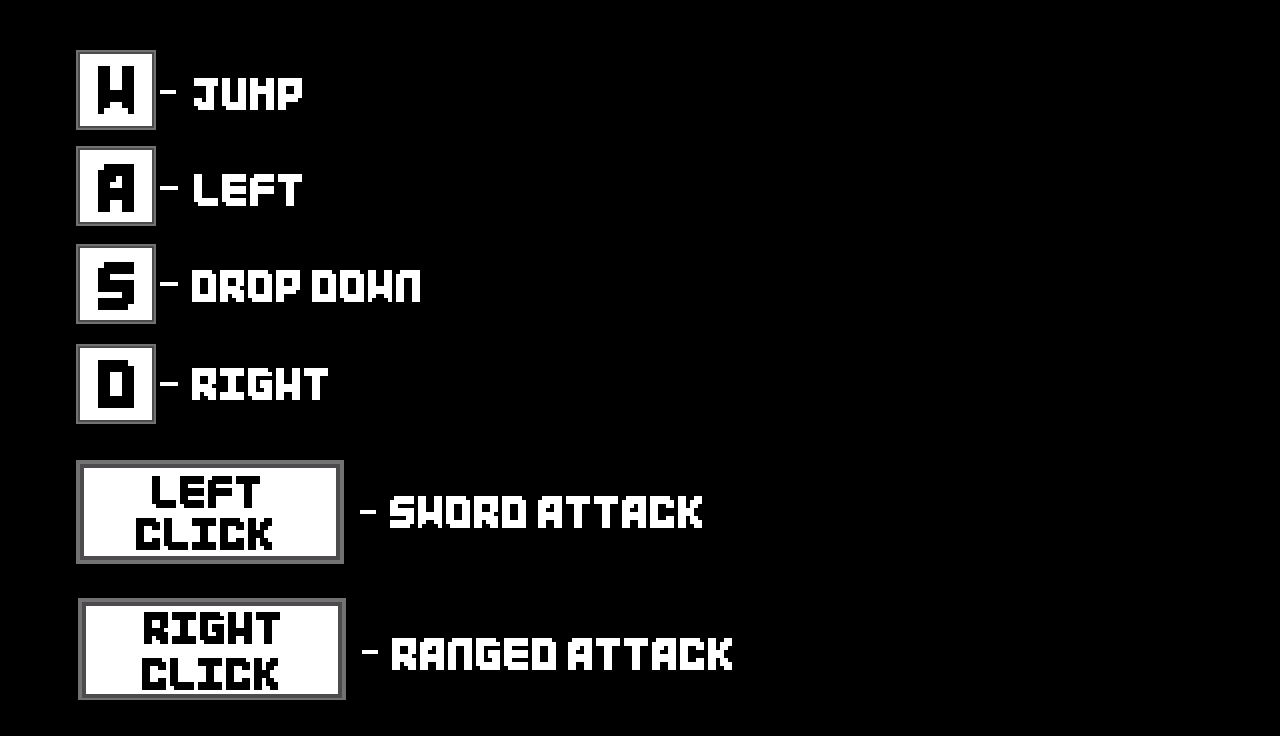 W - JUMP
A - LEFT
S - DROP DOWN
D - RIGHT
LEFT
CLICK - SWORD ATTACK
RIGHT
CLICK - RANGED ATTACK